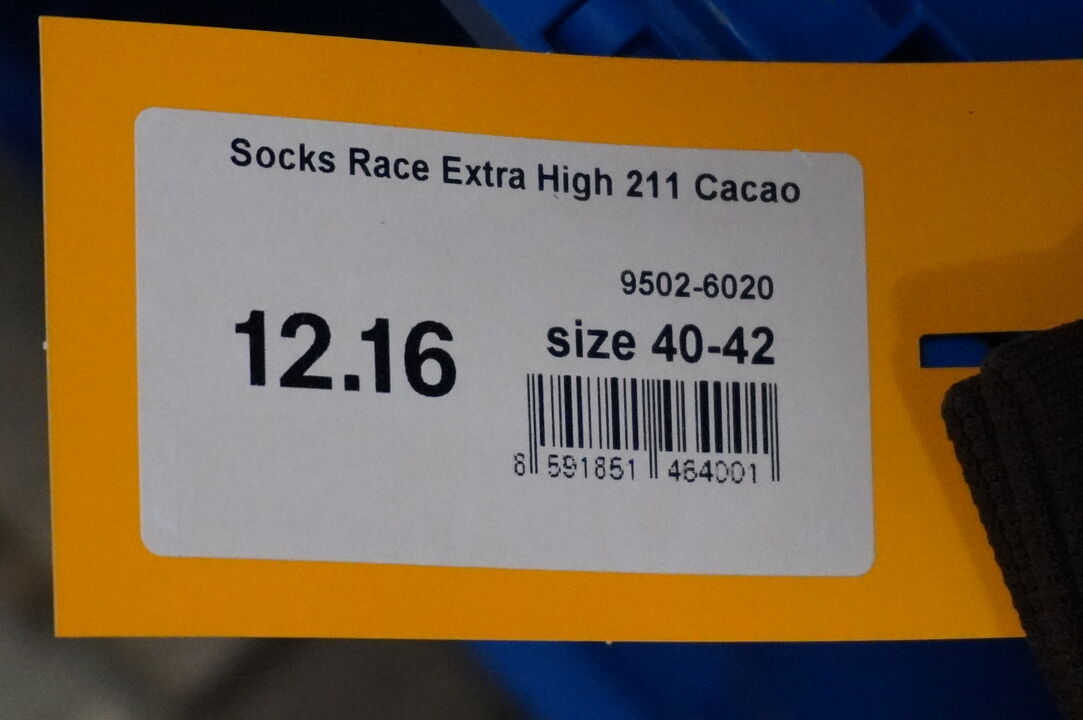 Socks Race Extra High 211 Cacao
9502-6020
12.16
size 40-42
8 591851 464001